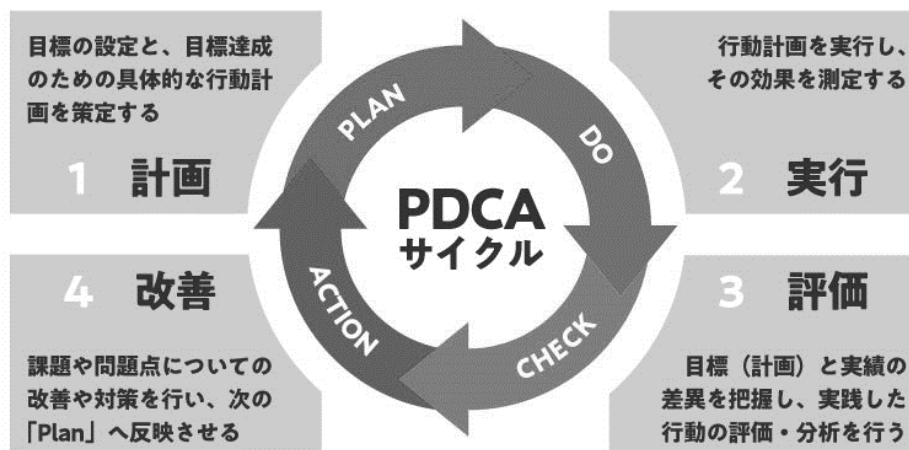 目標の設定と、目標達成
のための具体的な行動計
画を策定する
1 計画
行動計画を実行し、
その効果を測定する
2 実行
PLAN
DO
PDCA
サイクル
ACTION
CHECK
4 改善
課題や問題点についての
改善や対策を行い、次の
「Plan」へ反映させる
3 評価
目標（計画）と実績の
差異を把握し、実践した
行動の評価・分析を行う